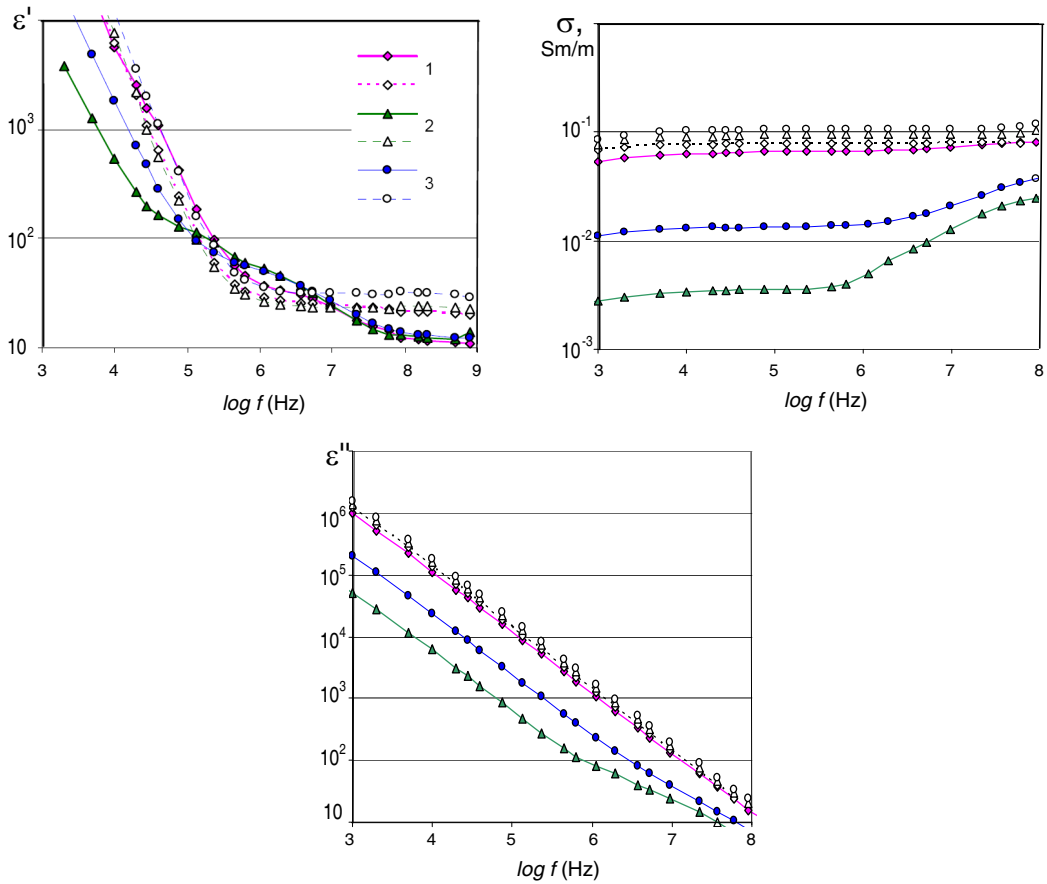 ε'
10³
10²
10
3 4 5 6 7 8 9
log f (Hz)
1
2
3
σ,
Sm/m
10⁻¹
10⁻²
10⁻³
3 4 5 6 7 8
log f (Hz)
ε"
10⁶
10⁵
10⁴
10³
10²
10
3 4 5 6 7 8
log f (Hz)